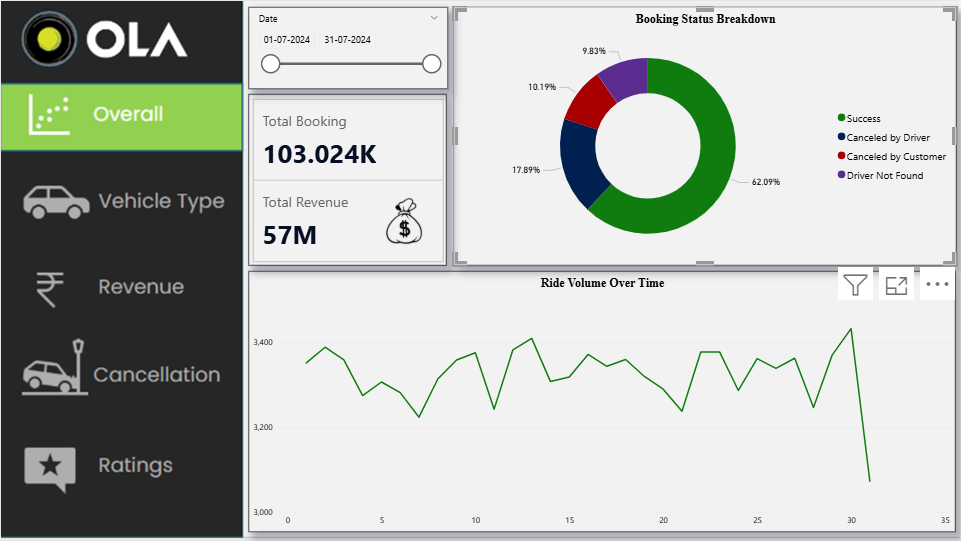 OLA
Overall
Vehicle Type
Revenue
Cancellation
Ratings
Date
01-07-2024 31-07-2024
Total Booking
103.024K
Total Revenue
57M
$
Booking Status Breakdown
9.83%
10.19%
17.89%
62.09%
Success
Canceled by Driver
Canceled by Customer
Driver Not Found
Ride Volume Over Time
3,400
3,200
3,000
0 5 10 15 20 25 30 35